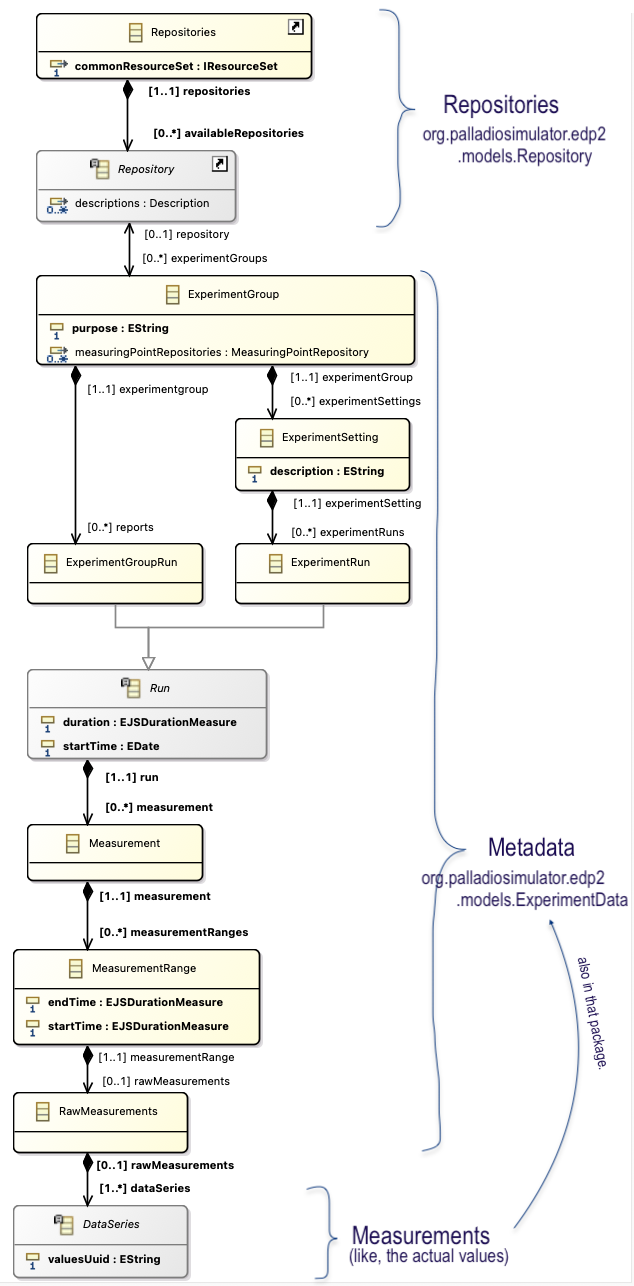 Repositories
1 commonResourceSet : IResourceSet
[1..1] repositories
[0..*] availableRepositories
Repositories
org.palladiosimulator.edp2
.models.Repository
Repository
0..* descriptions : Description
[0..1] repository
[0..*] experimentGroups
ExperimentGroup
1 purpose : EString
0..* measuringPointRepositories : MeasuringPointRepository
[1..1] experimentgroup
[1..1] experimentGroup
[0..*] experimentSettings
ExperimentSetting
1 description : EString
[1..1] experimentSetting
[0..*] reports
[0..*] experimentRuns
ExperimentGroupRun
ExperimentRun
Run
1 duration : EJSDurationMeasure
1 startTime : EDate
[1..1] run
[0..*] measurement
Measurement
Metadata
org.palladiosimulator.edp2
.models.ExperimentData
[1..1] measurement
[0..*] measurementRanges
MeasurementRange
1 endTime : EJSDurationMeasure
1 startTime : EJSDurationMeasure
also in that package.
[1..1] measurementRange
[0..1] rawMeasurements
RawMeasurements
[0..1] rawMeasurements
[1..*] dataSeries
DataSeries
1 valuesUuid : EString
Measurements
(like, the actual values)